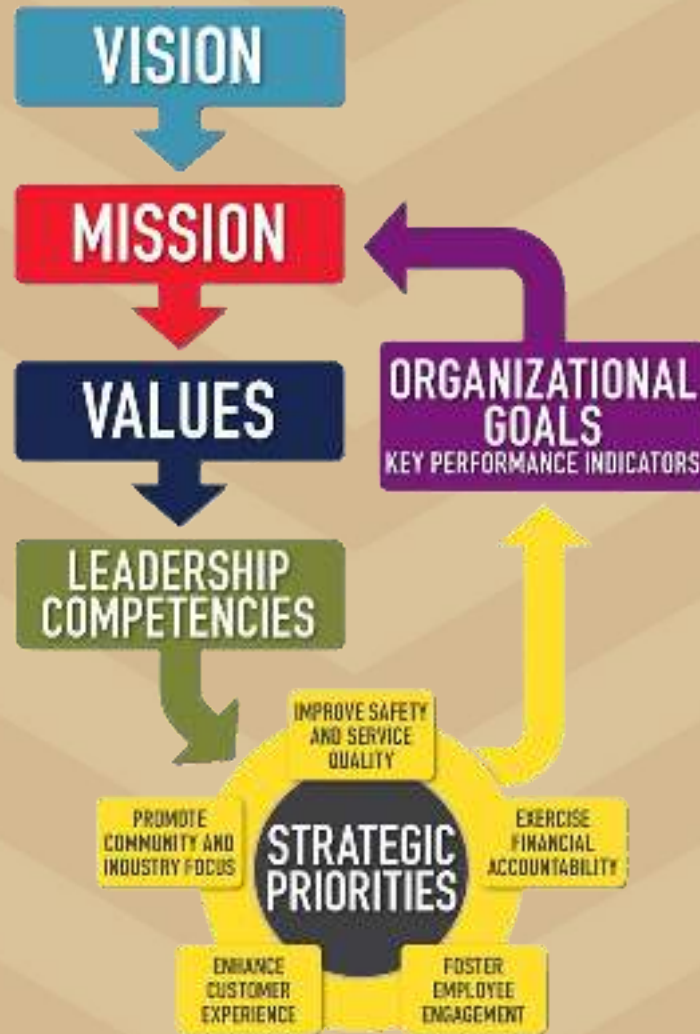 VISION
MISSION
VALUES
LEADERSHIP
COMPETENCIES
ORGANIZATIONAL
GOALS
KEY PERFORMANCE INDICATORS
STRATEGIC
PRIORITIES
IMPROVE SAFETY
AND SERVICE
QUALITY
EXERCISE
FINANCIAL
ACCOUNTABILITY
FOSTER
EMPLOYEE
ENGAGEMENT
ENHANCE
CUSTOMER
EXPERIENCE
PROMOTE
COMMUNITY AND
INDUSTRY FOCUS